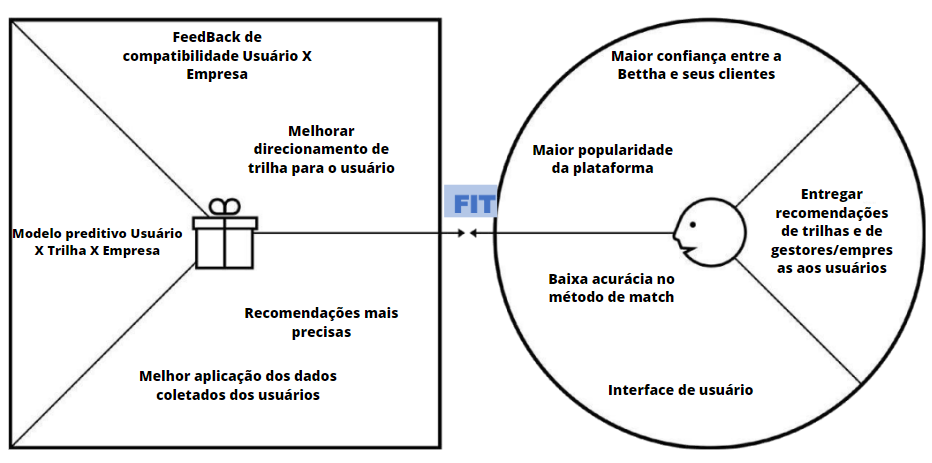 FeedBack de
compatibilidade Usuário X
Empresa
Melhorar
direcionamento de
trilha para o usuário
Modelo preditivo Usuário
X Trilha X Empresa
Recomendações mais
precisas
Melhor aplicação dos dados
coletados dos usuários
FIT
Maior confiança entre a
Bettha e seus clientes
Maior popularidade
da plataforma
Entregar
recomendações
de trilhas e de
gestores/empres
as aos usuários
Baixa acurácia no
método de match
Interface de usuário